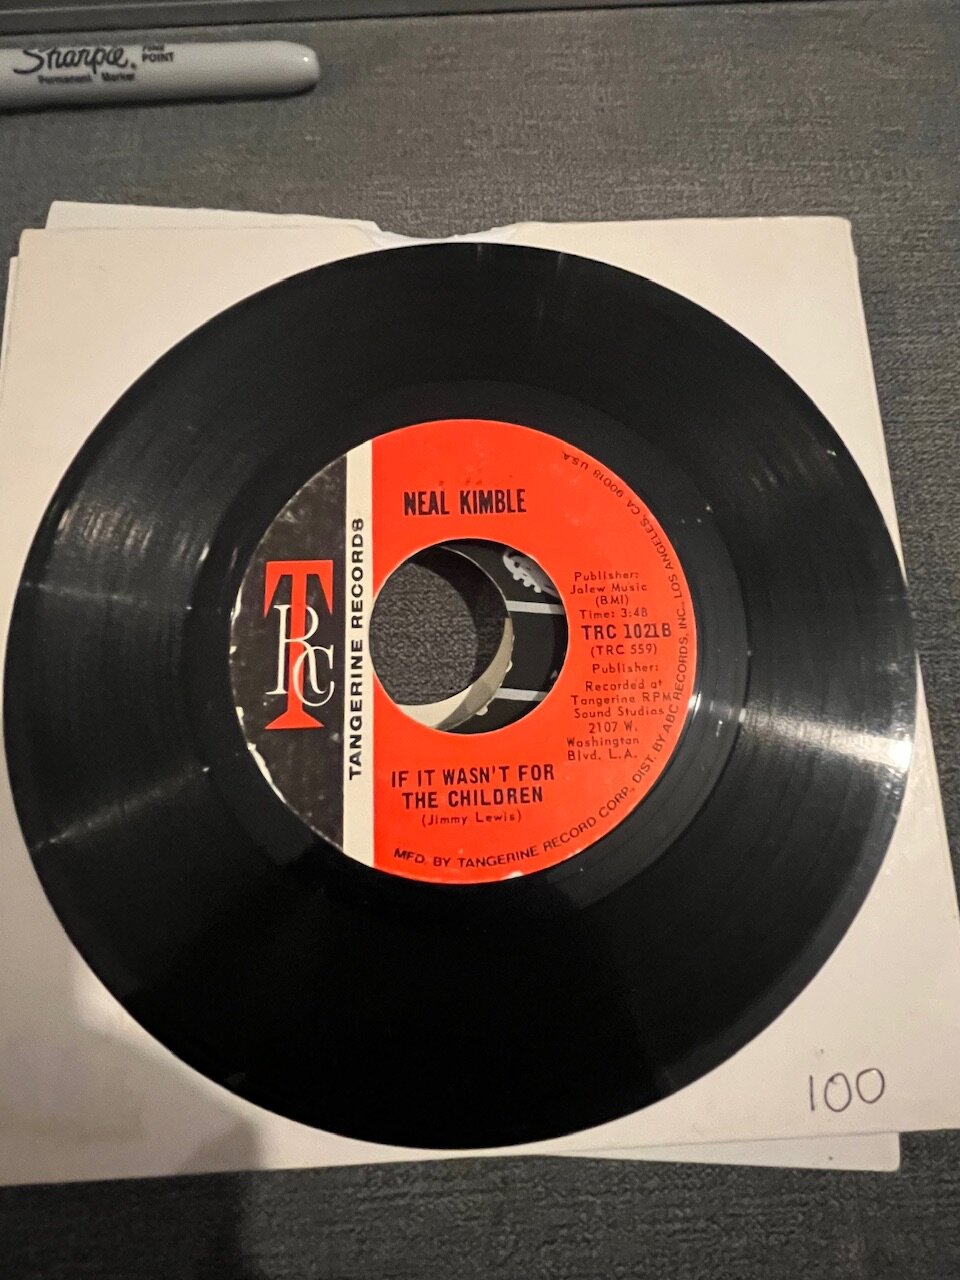 Sharpie. FINE
POINT
Permanent Marker
NEAL KIMBLE
TRC
TANGERINE RECORDS
Publisher:
Jalew Music
(BMI)
Time: 3:48
TRC 1021B
(TRC 559)
Publisher:
Recorded at
Tangerine RPM
Sound Studios
2107 W.
Washington
Blvd. L.A.
IF IT WASN'T FOR
THE CHILDREN
(Jimmy Lewis)
MFD. BY TANGERINE RECORD CORP., DIST. BY ABC RECORDS, INC., LOS ANGELES, CA 90018 U.S.A.
100